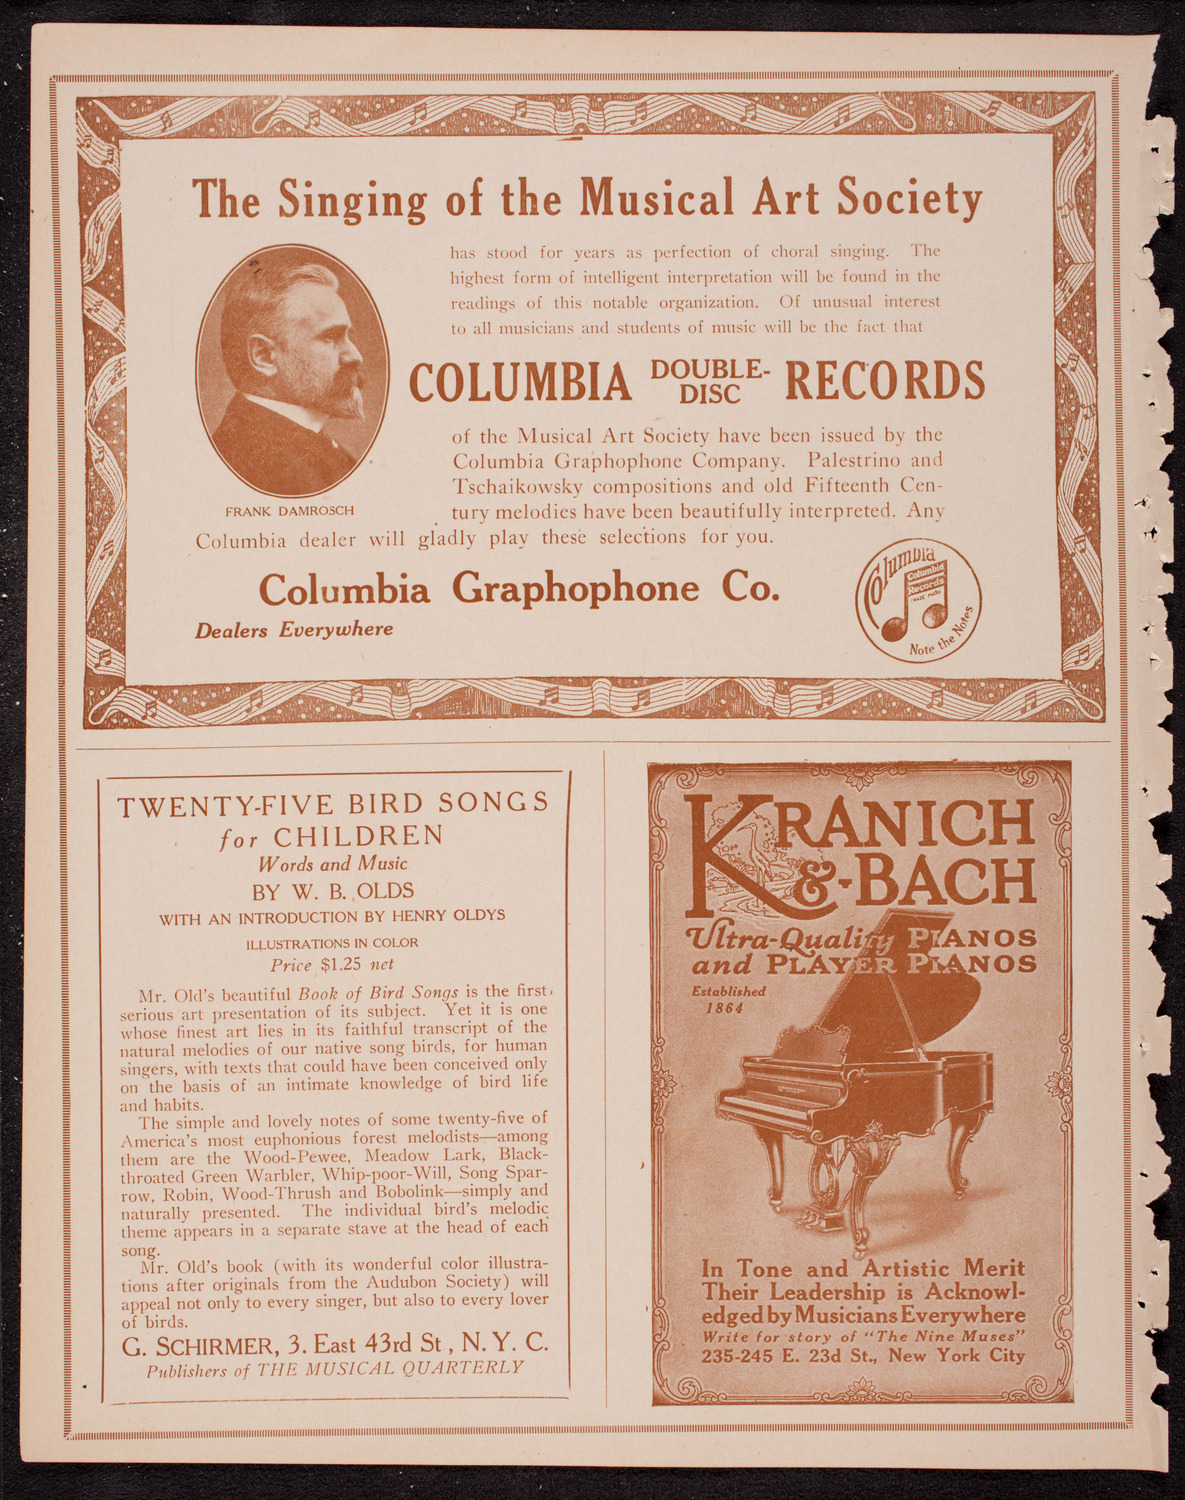 The Singing of the Musical Art Society
has stood for years as perfection of choral singing. The
highest form of intelligent interpretation will be found in the
readings of this notable organization. Of unusual interest
to all musicians and students of music will be the fact that
COLUMBIA DOUBLE-DISC RECORDS
of the Musical Art Society have been issued by the
Columbia Graphophone Company. Palestrino and
Tschaikowsky compositions and old Fifteenth Cen-
tury melodies have been beautifully interpreted. Any
Columbia dealer will gladly play these selections for you.
FRANK DAMROSCH
Columbia Graphophone Co.
Dealers Everywhere
Columbia
Columbia
Records
TRADE MARK
Note the Notes
TWENTY-FIVE BIRD SONGS
for CHILDREN
Words and Music
BY W. B. OLDS
WITH AN INTRODUCTION BY HENRY OLDYS
ILLUSTRATIONS IN COLOR
Price $1.25 net
Mr. Old's beautiful Book of Bird Songs is the first
serious art presentation of its subject. Yet it is one
whose finest art lies in its faithful transcript of the
natural melodies of our native song birds, for human
singers, with texts that could have been conceived only
on the basis of an intimate knowledge of bird life
and habits.
The simple and lovely notes of some twenty-five of
America's most euphonious forest melodists—among
them are the Wood-Pewee, Meadow Lark, Black-
throated Green Warbler, Whip-poor-Will, Song Spar-
row, Robin, Wood-Thrush and Bobolink—simply and
naturally presented. The individual bird's melodic
theme appears in a separate stave at the head of each
song.
Mr. Old's book (with its wonderful color illustra-
tions after originals from the Audubon Society) will
appeal not only to every singer, but also to every lover
of birds.
G. SCHIRMER, 3. East 43rd St., N. Y. C.
Publishers of THE MUSICAL QUARTERLY
KRANICH
&-BACH
Ultra-Quality PIANOS
and PLAYER PIANOS
Established
1864
In Tone and Artistic Merit
Their Leadership is Acknowl-
edged by Musicians Everywhere
Write for story of "The Nine Muses"
235-245 E. 23d St., New York City